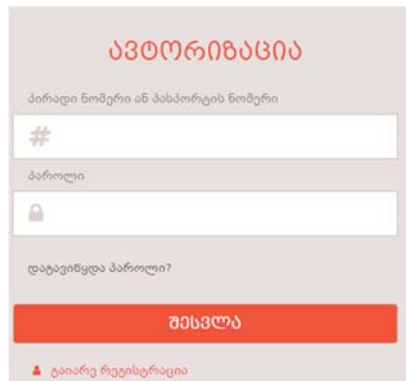 ავტორიზაცია
პირადი ნომერი ან პასპორტის ნომერი
#
პაროლი
დაგავიწყდა პაროლი?
შესვლა
გაიარე რეგისტრაცია